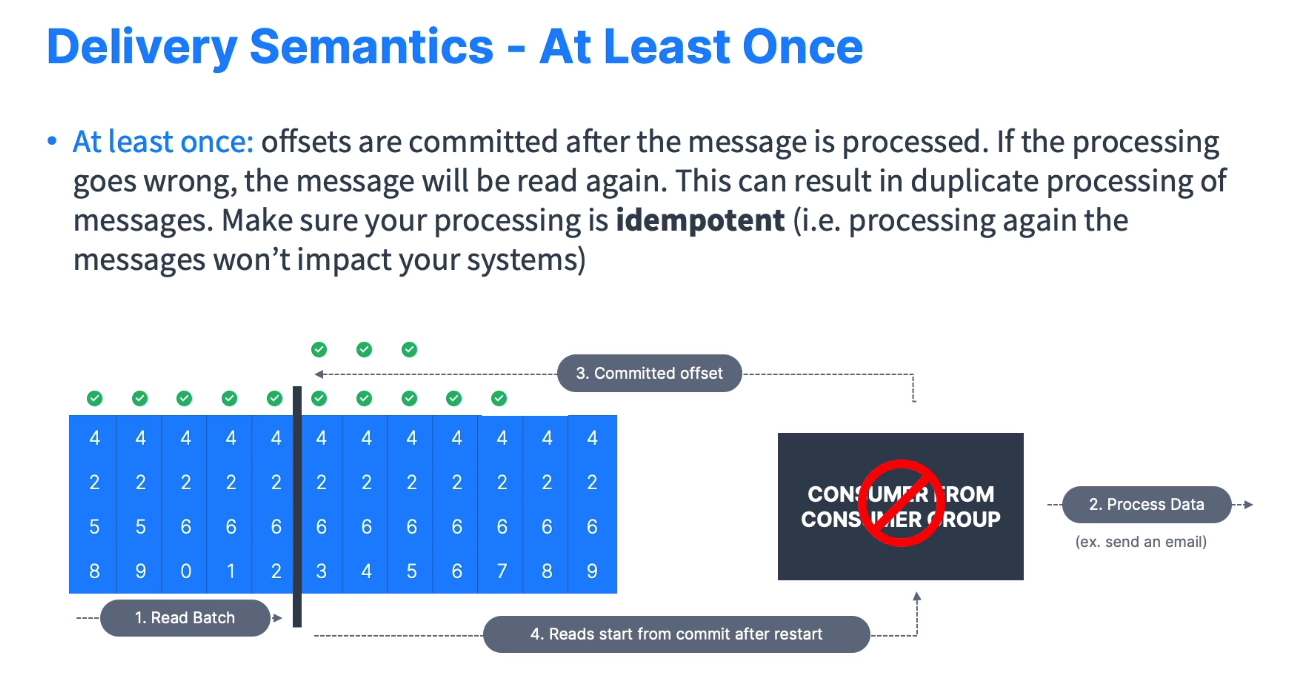 Delivery Semantics - At Least Once
• At least once: offsets are committed after the message is processed. If the processing
goes wrong, the message will be read again. This can result in duplicate processing of
messages. Make sure your processing is idempotent (i.e. processing again the
messages won't impact your systems)
3. Committed offset
4 4 4 4 4 4 4 4 4 4 4 4
2 2 2 2 2 2 2 2 2 2 2 2
5 5 6 6 6 6 6 6 6 6 6 6
8 9 0 1 2 3 4 5 6 7 8 9
CONSUMER FROM
CONSUMER GROUP
2. Process Data
(ex. send an email)
1. Read Batch
4. Reads start from commit after restart